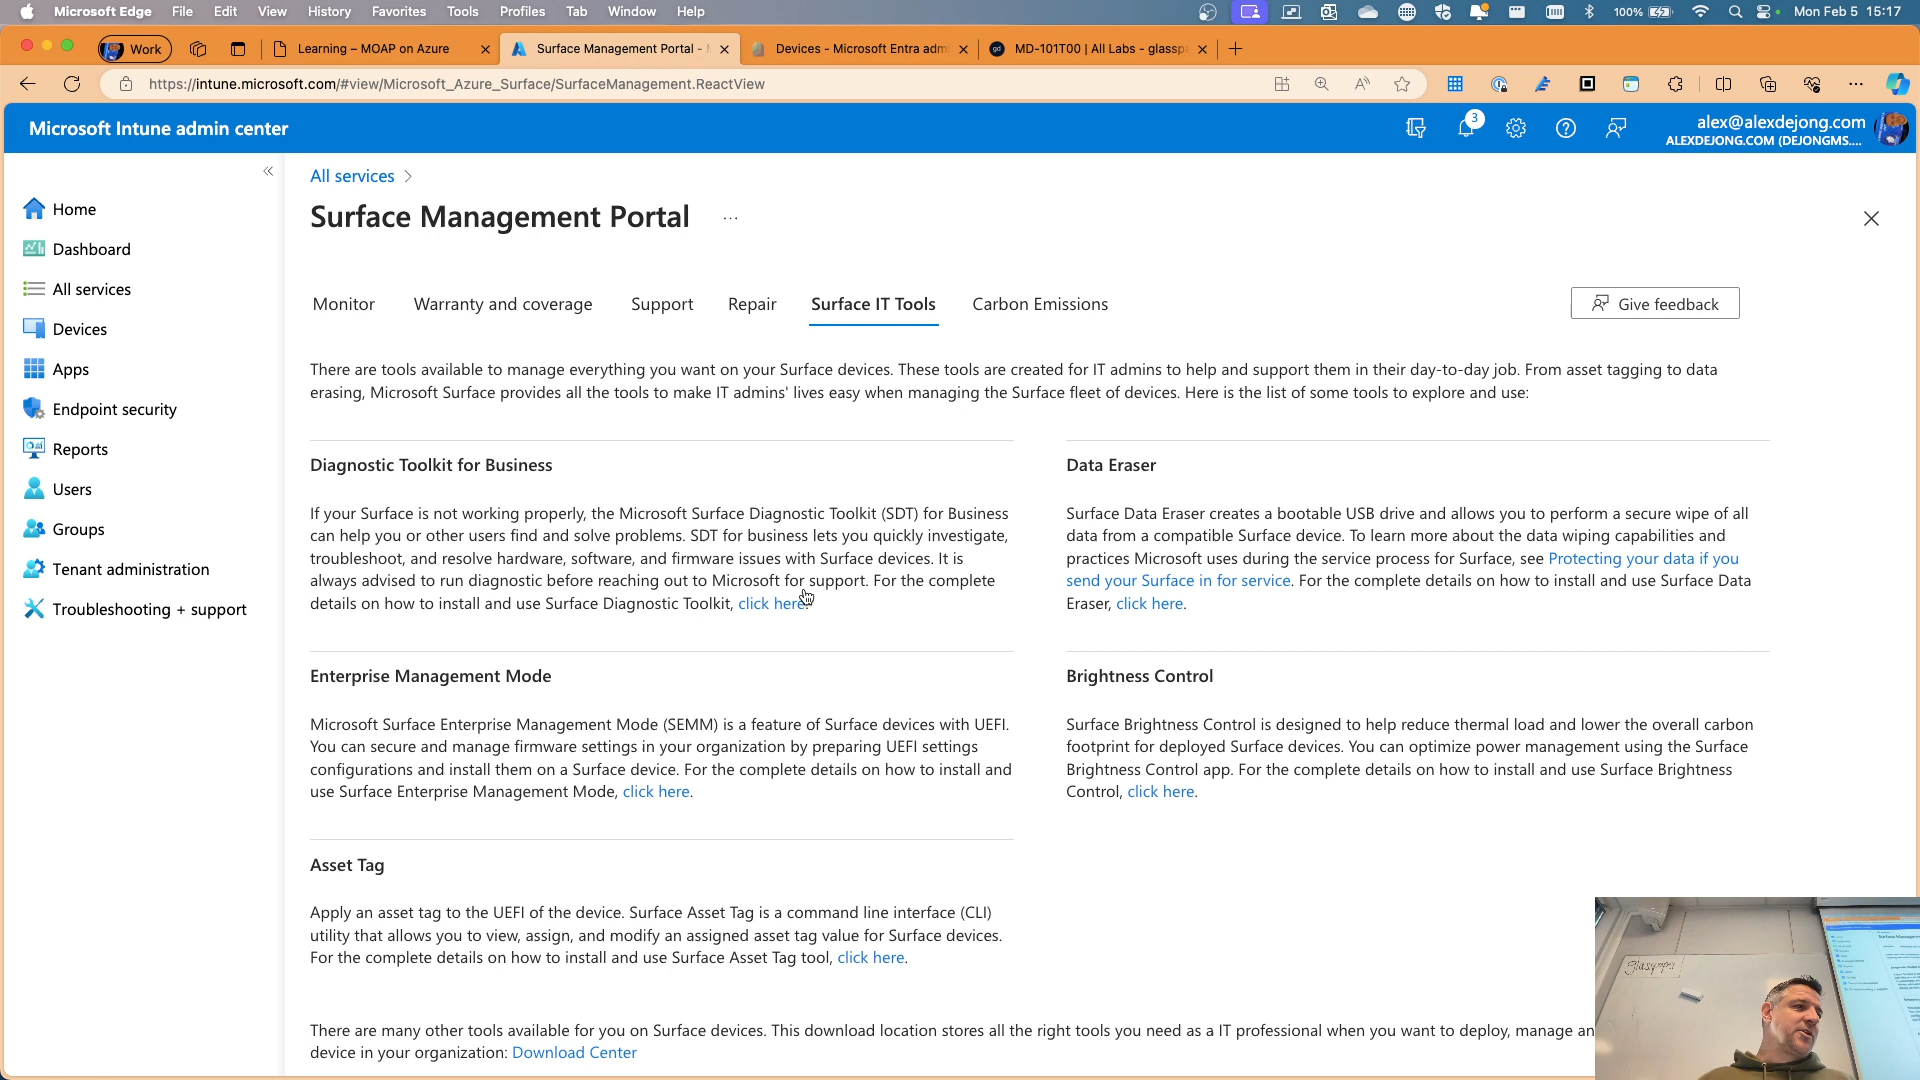 Microsoft Edge File Edit View History Favorites Tools Profiles Tab Window Help 100% Mon Feb 5 15:17
Work Learning – MOAP on Azure Surface Management Portal - Devices - Microsoft Entra adm MD-101T00 | All Labs - glassp
https://intune.microsoft.com/#view/Microsoft_Azure_Surface/SurfaceManagement.ReactView
Microsoft Intune admin center
3
alex@alexdejong.com
ALEXDEJONG.COM (DEJONGMS....
Home
Dashboard
All services
Devices
Apps
Endpoint security
Reports
Users
Groups
Tenant administration
Troubleshooting + support
All services >
Surface Management Portal ...
Monitor Warranty and coverage Support Repair Surface IT Tools Carbon Emissions
Give feedback
There are tools available to manage everything you want on your Surface devices. These tools are created for IT admins to help and support them in their day-to-day job. From asset tagging to data
erasing, Microsoft Surface provides all the tools to make IT admins' lives easy when managing the Surface fleet of devices. Here is the list of some tools to explore and use:
Diagnostic Toolkit for Business
If your Surface is not working properly, the Microsoft Surface Diagnostic Toolkit (SDT) for Business
can help you or other users find and solve problems. SDT for business lets you quickly investigate,
troubleshoot, and resolve hardware, software, and firmware issues with Surface devices. It is
always advised to run diagnostic before reaching out to Microsoft for support. For the complete
details on how to install and use Surface Diagnostic Toolkit, click here.
Data Eraser
Surface Data Eraser creates a bootable USB drive and allows you to perform a secure wipe of all
data from a compatible Surface device. To learn more about the data wiping capabilities and
practices Microsoft uses during the service process for Surface, see Protecting your data if you
send your Surface in for service. For the complete details on how to install and use Surface Data
Eraser, click here.
Enterprise Management Mode
Microsoft Surface Enterprise Management Mode (SEMM) is a feature of Surface devices with UEFI.
You can secure and manage firmware settings in your organization by preparing UEFI settings
configurations and install them on a Surface device. For the complete details on how to install and
use Surface Enterprise Management Mode, click here.
Brightness Control
Surface Brightness Control is designed to help reduce thermal load and lower the overall carbon
footprint for deployed Surface devices. You can optimize power management using the Surface
Brightness Control app. For the complete details on how to install and use Surface Brightness
Control, click here.
Asset Tag
Apply an asset tag to the UEFI of the device. Surface Asset Tag is a command line interface (CLI)
utility that allows you to view, assign, and modify an assigned asset tag value for Surface devices.
For the complete details on how to install and use Surface Asset Tag tool, click here.
There are many other tools available for you on Surface devices. This download location stores all the right tools you need as a IT professional when you want to deploy, manage an
device in your organization: Download Center